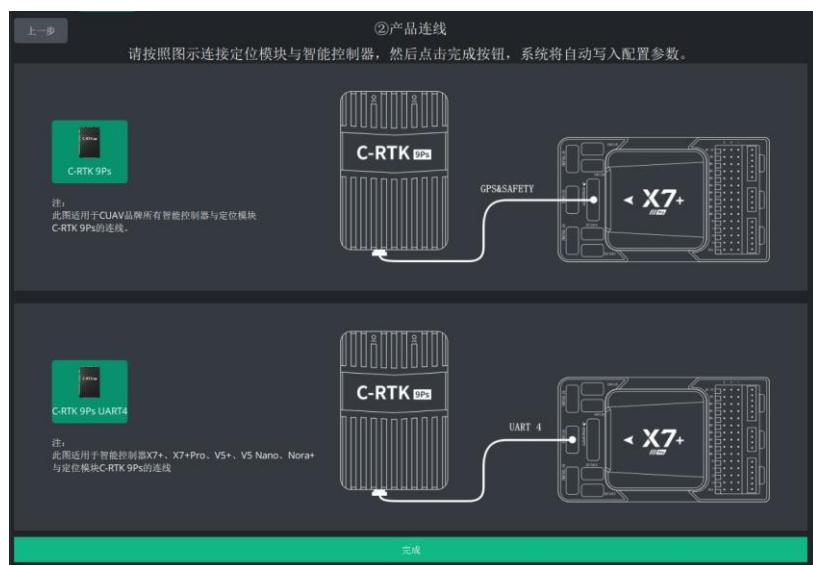 上一步
②产品连线
请按照图示连接定位模块与智能控制器，然后点击完成按钮，系统将自动写入配置参数。
C-RTK 9Ps
注：
此图适用于CUAV品牌所有智能控制器与定位模块
C-RTK 9Ps的连线。
C-RTK 9Ps
GPS&SAFETY
X7+
C-RTK 9Ps UART4
注：
此图适用于智能控制器X7+、X7+Pro、V5+、V5 Nano、Nora+
与定位模块C-RTK 9Ps的连线
C-RTK 9Ps
UART 4
X7+
完成